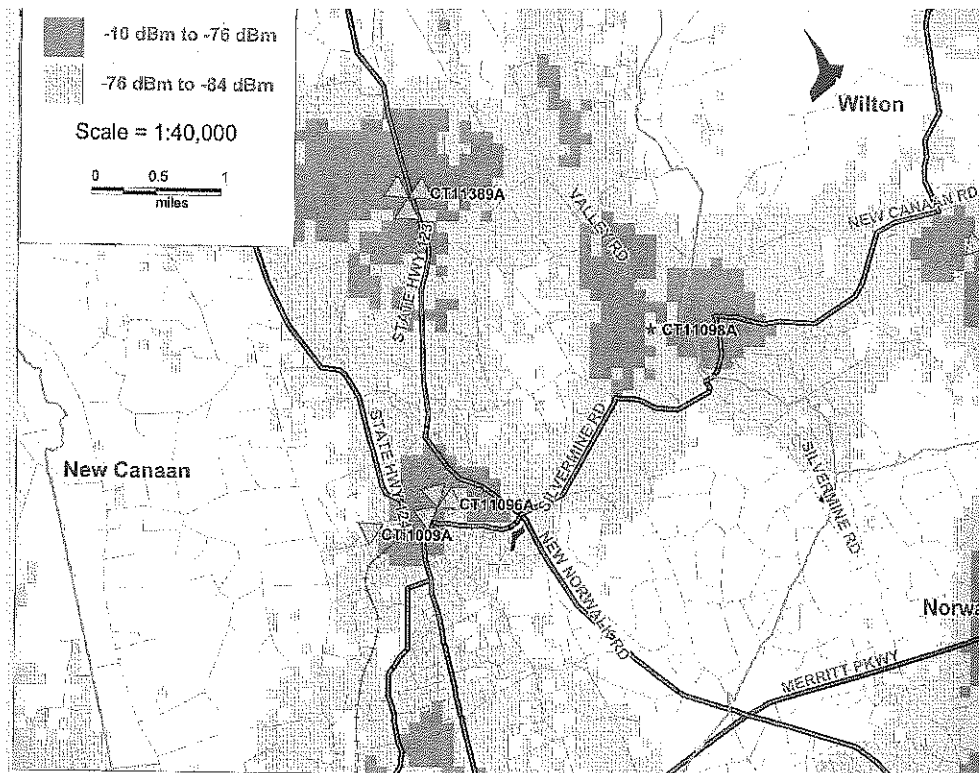 -10 dBm to -76 dBm
-76 dBm to -84 dBm
Scale = 1:40,000
0 0.5 1
miles
Wilton
CT11389A
VALLEY RD
NEW CANAAN RD
STATE HWY 123
CT11098A
New Canaan
STATE HWY
SILVERMINE RD
SILVERMINE RD
CT11096A
CT11009A
NEW NORWALK RD
Norwa
MERRITT PKWY